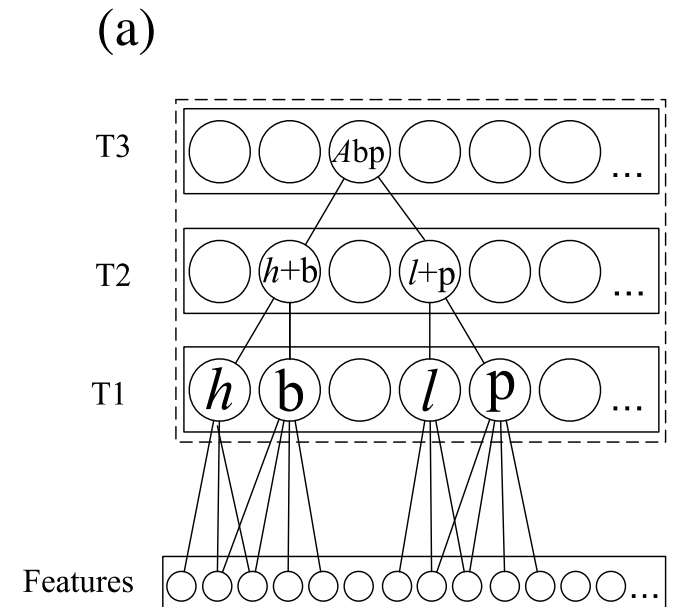 (a)
T3 Abp ...
T2 h+b l+p ...
T1 h b l p ...
Features ...